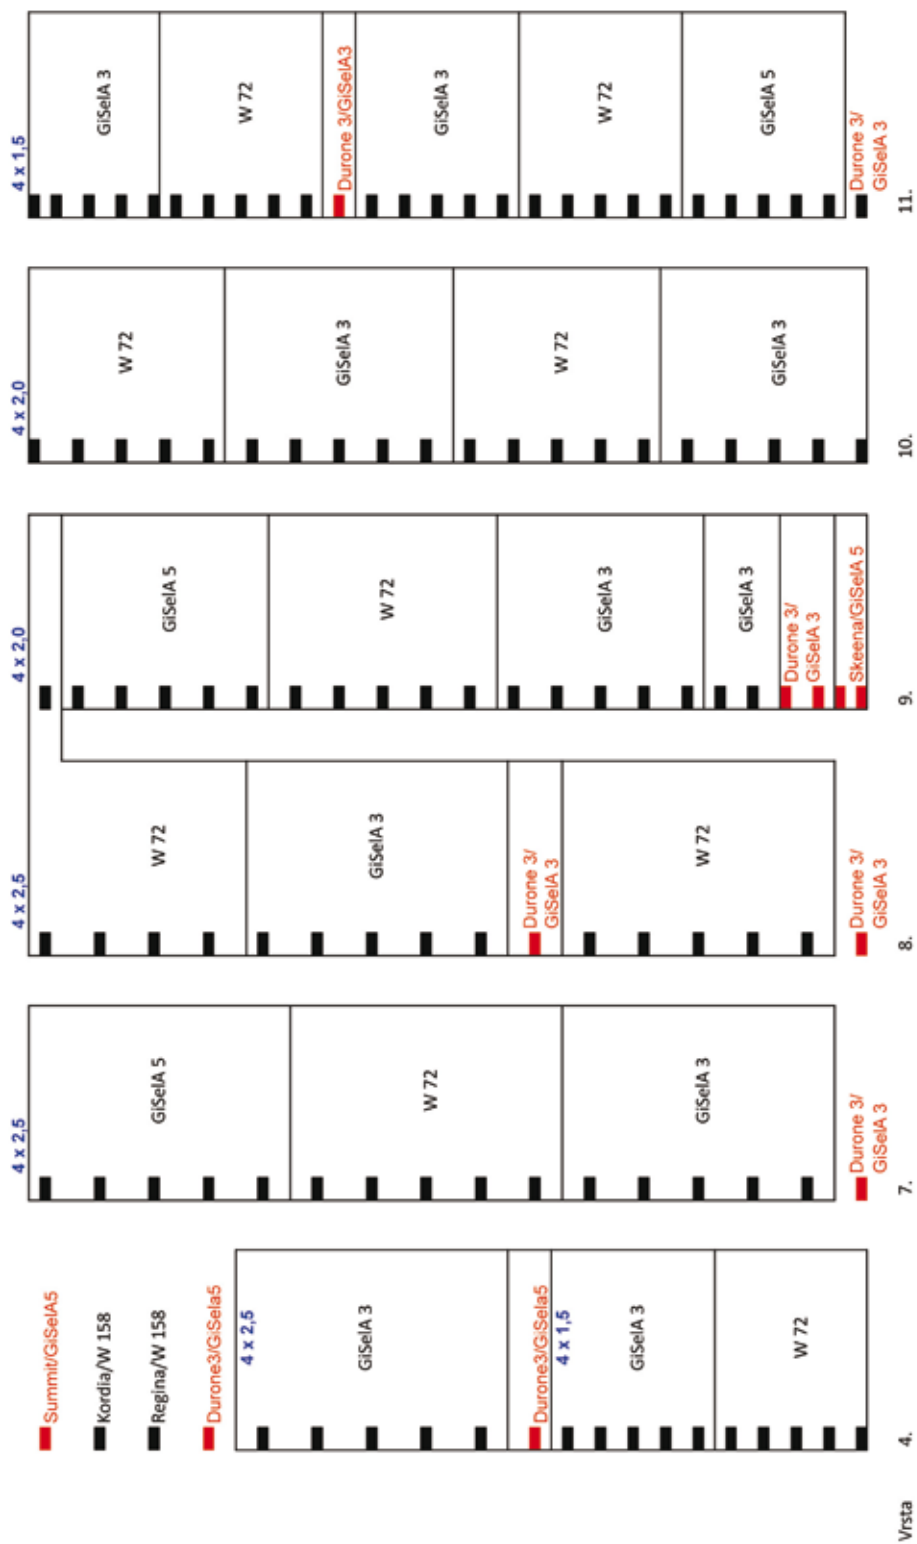 Summit/GiSelA5
Kordia/W 158
Regina/W 158
Durone3/GiSela5
4 x 2,5
GiSelA 3
Durone3/GiSela5
4 x 1,5
GiSelA 3
W 72
4 x 2,5
GiSelA 5
W 72
GiSelA 3
Durone 3/
GiSelA 3
4 x 2,5
W 72
GiSelA 3
Durone 3/
GiSelA 3
W 72
Durone 3/
GiSelA 3
4 x 2,0
GiSelA 5
W 72
GiSelA 3
GiSelA 3
Durone 3/
GiSelA 3
Skeena/GiSelA 5
4 x 2,0
W 72
GiSelA 3
W 72
GiSelA 3
4 x 1,5
GiSelA 3
W 72
Durone 3/GiSelA3
GiSelA 3
W 72
GiSelA 5
Durone 3/
GiSelA 3
Vrsta 4. 7. 8. 9. 10. 11.